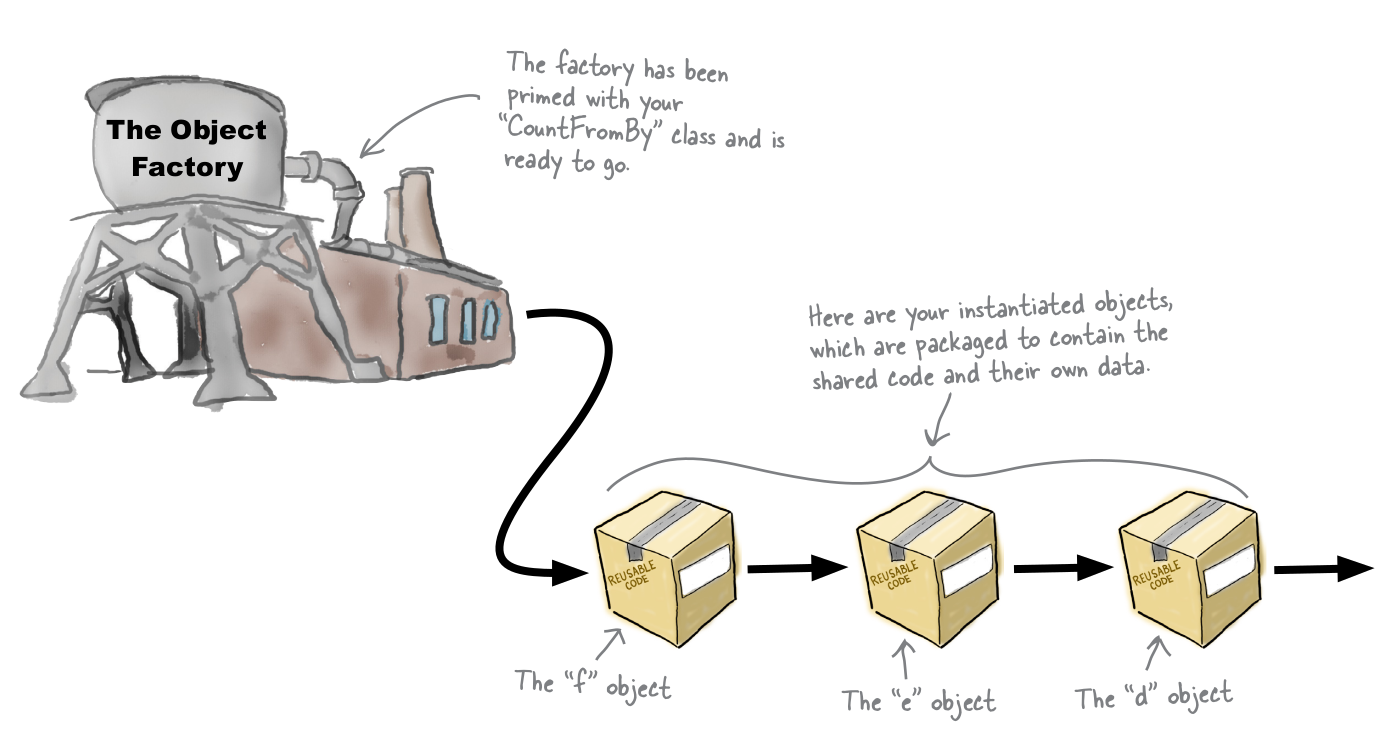 The Object
Factory
The factory has been
primed with your
“CountFromBy” class and is
ready to go.
Here are your instantiated objects,
which are packaged to contain the
shared code and their own data.
REUSABLE
CODE
REUSABLE
CODE
REUSABLE
CODE
The “f” object
The “e” object
The “d” object